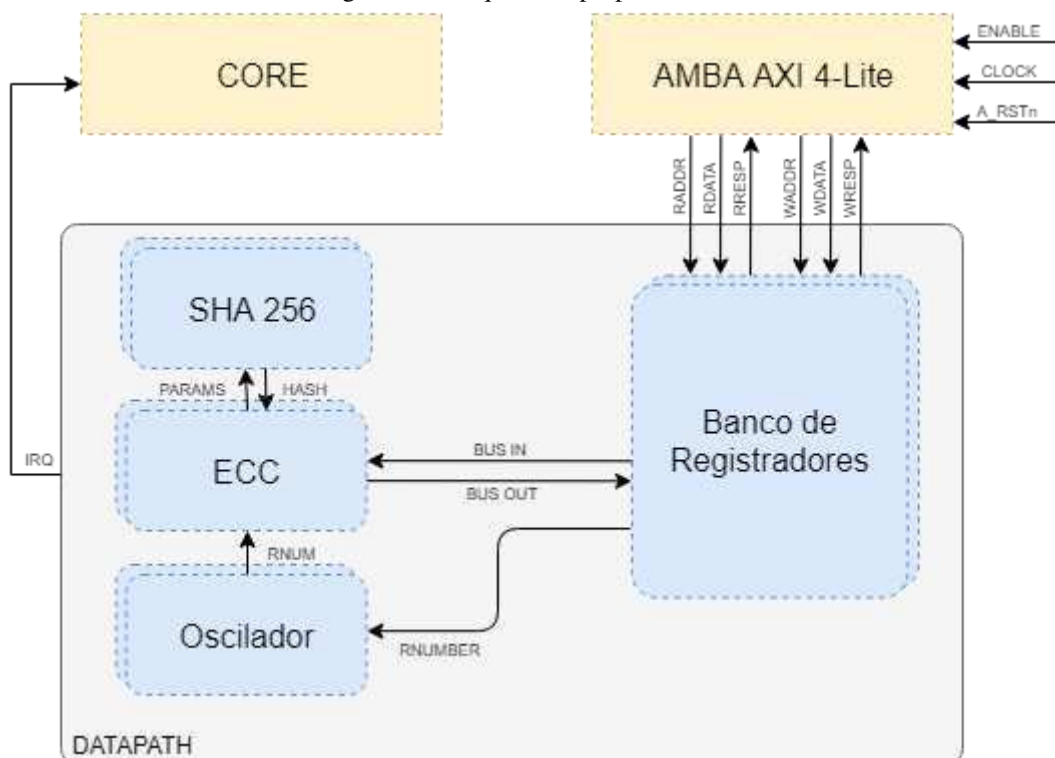 CORE
AMBA AXI 4-Lite
ENABLE
CLOCK
A_RSTn
RADDR
RDATA
RRESP
WADDR
WDATA
WRESP
SHA 256
PARAMS
HASH
Banco de
Registradores
IRQ
ECC
BUS IN
BUS OUT
RNUM
Oscilador
RNUMBER
DATAPATH